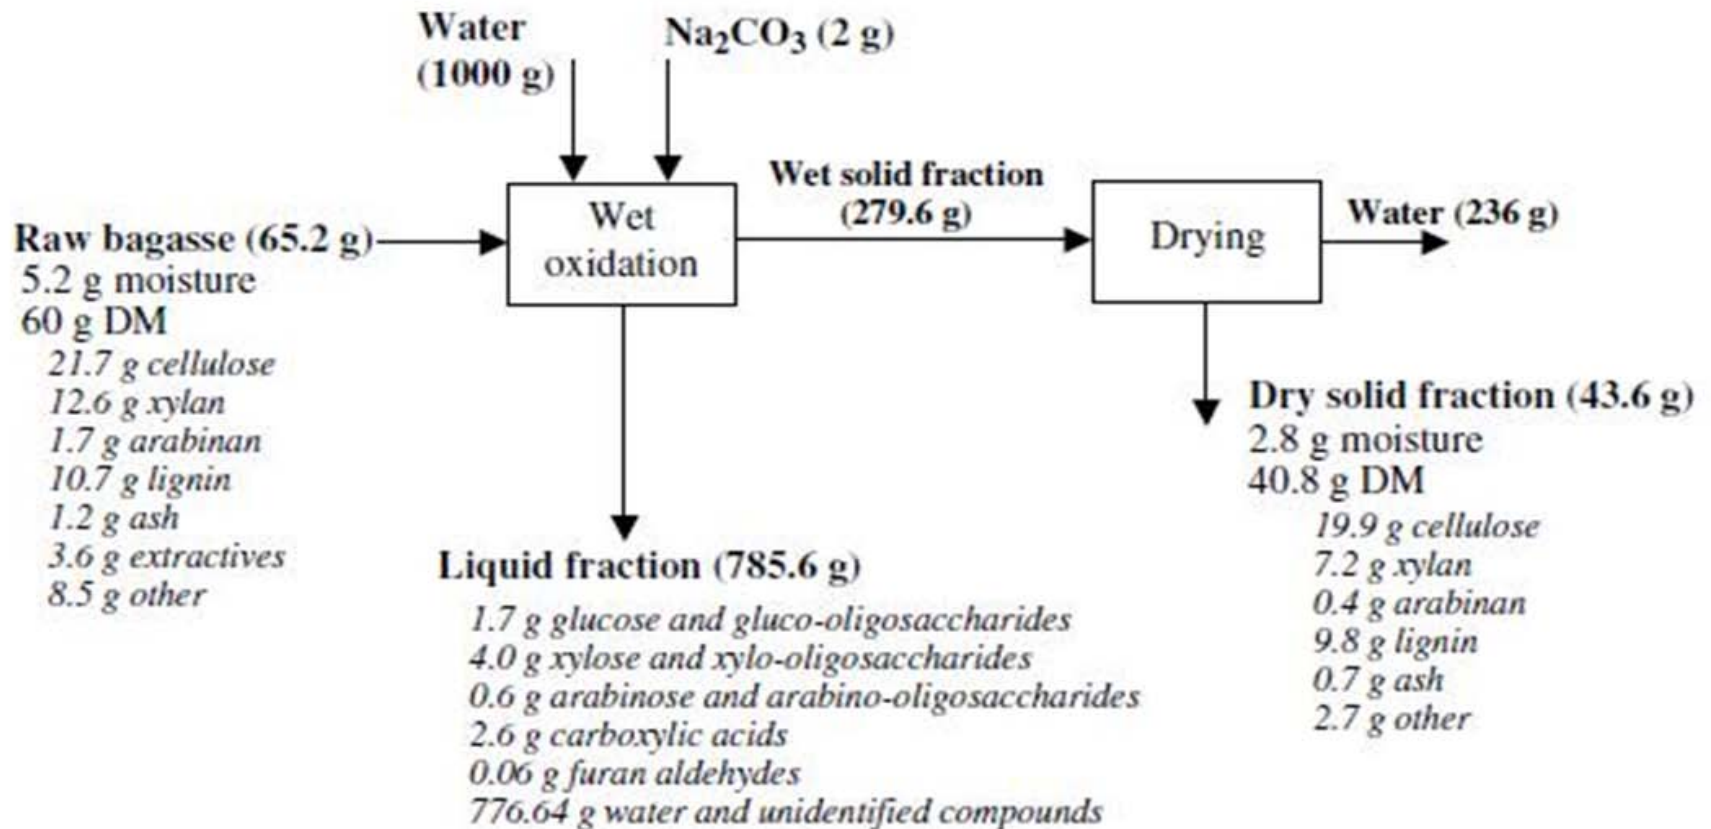 Water
(1000 g)
Na₂CO₃ (2 g)
Wet
oxidation
Wet solid fraction
(279.6 g)
Drying
Water (236 g)
Raw bagasse (65.2 g)
5.2 g moisture
60 g DM
21.7 g cellulose
12.6 g xylan
1.7 g arabinan
10.7 g lignin
1.2 g ash
3.6 g extractives
8.5 g other
Liquid fraction (785.6 g)
1.7 g glucose and gluco-oligosaccharides
4.0 g xylose and xylo-oligosaccharides
0.6 g arabinose and arabino-oligosaccharides
2.6 g carboxylic acids
0.06 g furan aldehydes
776.64 g water and unidentified compounds
Dry solid fraction (43.6 g)
2.8 g moisture
40.8 g DM
19.9 g cellulose
7.2 g xylan
0.4 g arabinan
9.8 g lignin
0.7 g ash
2.7 g other